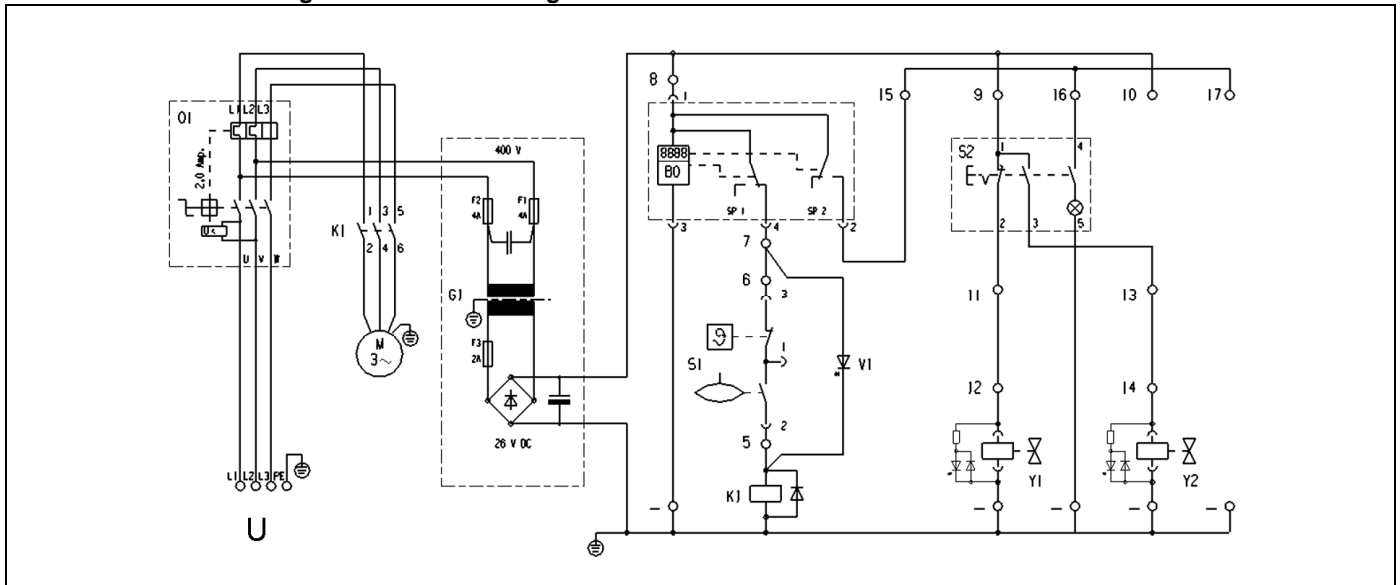 8
15
9
16
10
17
L1 L2 L3
01
400 V
1
S2
1
4
2,0 Amp.
8888
B0
F2
4A
F1
4A
1 3 5
SP 1
SP 2
K1
2 4 6
U<
3
4
2
2
3
5
U V W
7
6
G1
3
11
13
M
3~
F3
2A
ϑ
1
S1
V1
12
14
2
26 V DC
5
L1 L2 L3 PE
K1
Y1
Y2
U